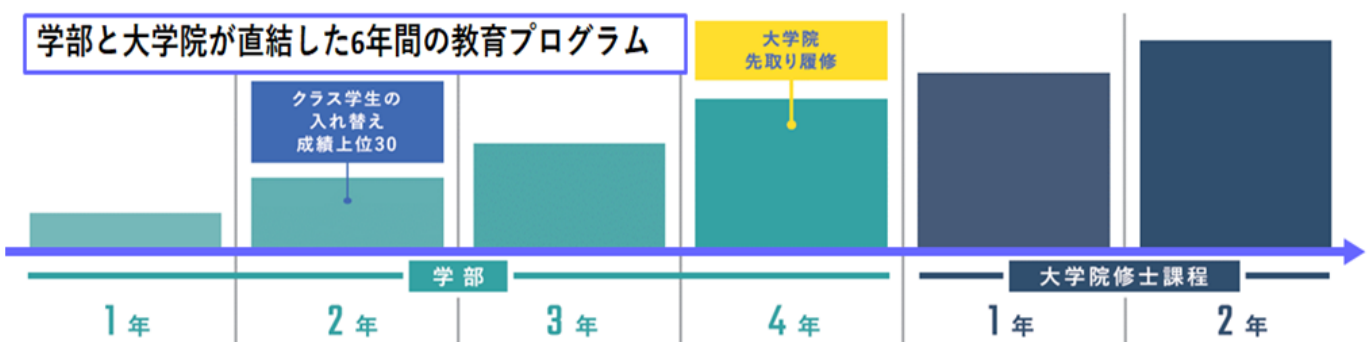 学部と大学院が直結した6年間の教育プログラム
大学院
先取り履修
クラス学生の
入れ替え
成績上位30
学部
大学院修士課程
1年
2年
3年
4年
1年
2年